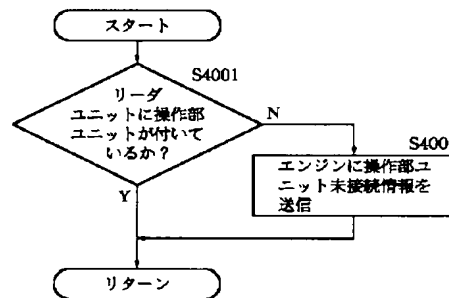 スタート
S4001
リーダ
ユニットに操作部
ユニットが付いて
いるか？
N
Y
エンジンに操作部ユ
ニット未接続情報を
送信
リターン